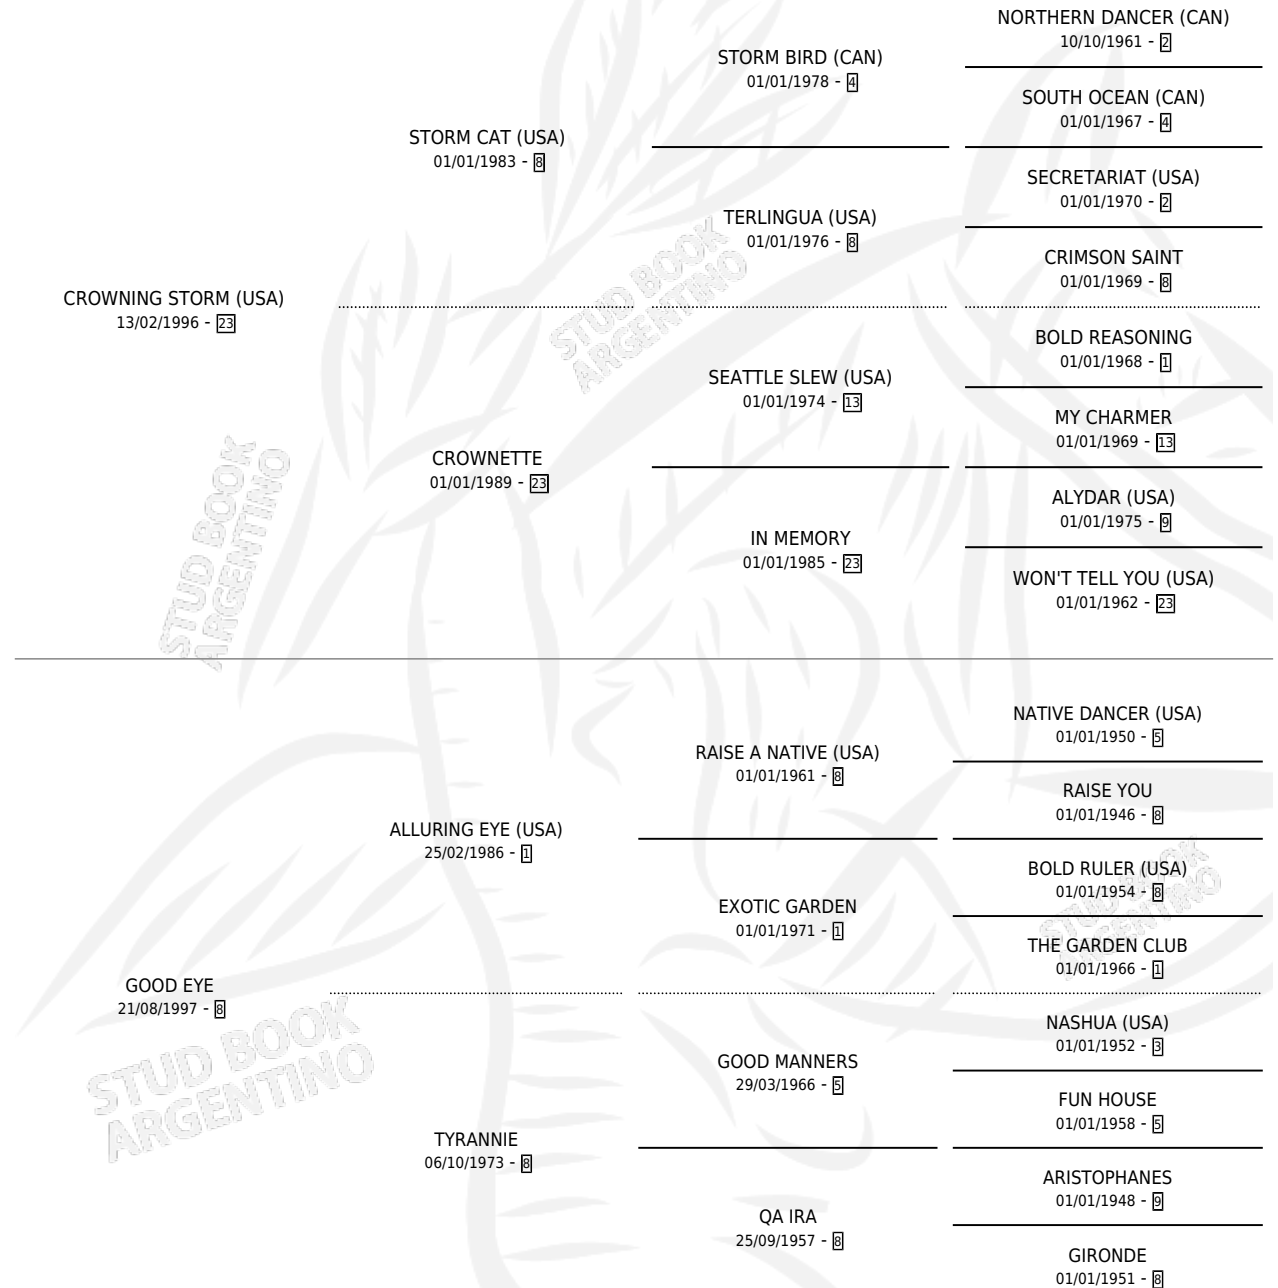 NORTHERN DANCER (CAN)
10/10/1961 - 2
STORM BIRD (CAN)
01/01/1978 - 4
SOUTH OCEAN (CAN)
01/01/1967 - 4
STORM CAT (USA)
01/01/1983 - 8
SECRETARIAT (USA)
01/01/1970 - 2
TERLINGUA (USA)
01/01/1976 - 8
CRIMSON SAINT
01/01/1969 - 8
CROWNING STORM (USA)
13/02/1996 - 23
STUD BOOK
ARGENTINO
BOLD REASONING
01/01/1968 - 1
SEATTLE SLEW (USA)
01/01/1974 - 13
MY CHARMER
01/01/1969 - 13
CROWNETTE
01/01/1989 - 23
ALYDAR (USA)
01/01/1975 - 9
IN MEMORY
01/01/1985 - 23
WON'T TELL YOU (USA)
01/01/1962 - 23
STUD BOOK
ARGENTINO
NATIVE DANCER (USA)
01/01/1950 - 5
RAISE A NATIVE (USA)
01/01/1961 - 8
RAISE YOU
01/01/1946 - 8
ALLURING EYE (USA)
25/02/1986 - 1
BOLD RULER (USA)
01/01/1954 - 8
EXOTIC GARDEN
01/01/1971 - 1
THE GARDEN CLUB
01/01/1966 - 1
STUD BOOK
ARGENTINO
GOOD EYE
21/08/1997 - 8
NASHUA (USA)
01/01/1952 - 3
GOOD MANNERS
29/03/1966 - 5
FUN HOUSE
01/01/1958 - 5
STUD BOOK
ARGENTINO
TYRANNIE
06/10/1973 - 8
ARISTOPHANES
01/01/1948 - 9
QA IRA
25/09/1957 - 8
GIRONDE
01/01/1951 - 8